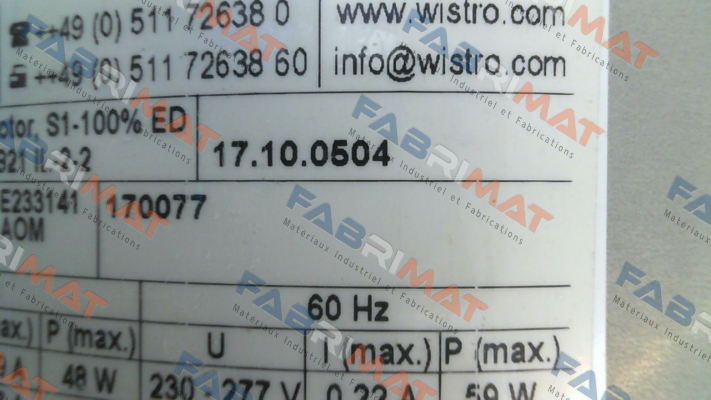 ++49 (0) 511 72638 0
www.wistro.com
++49 (0) 511 72638 60
info@wistro.com
otor, S1-100% ED
17.10.0504
E233141
170077
AOM
60 Hz
ax.)
P (max.)
U
I (max.)
P (max.)
A
48 W
230 - 277 V
0,22 A
59 W
FABRIMAT
Materiaux Industriel et Fabrications